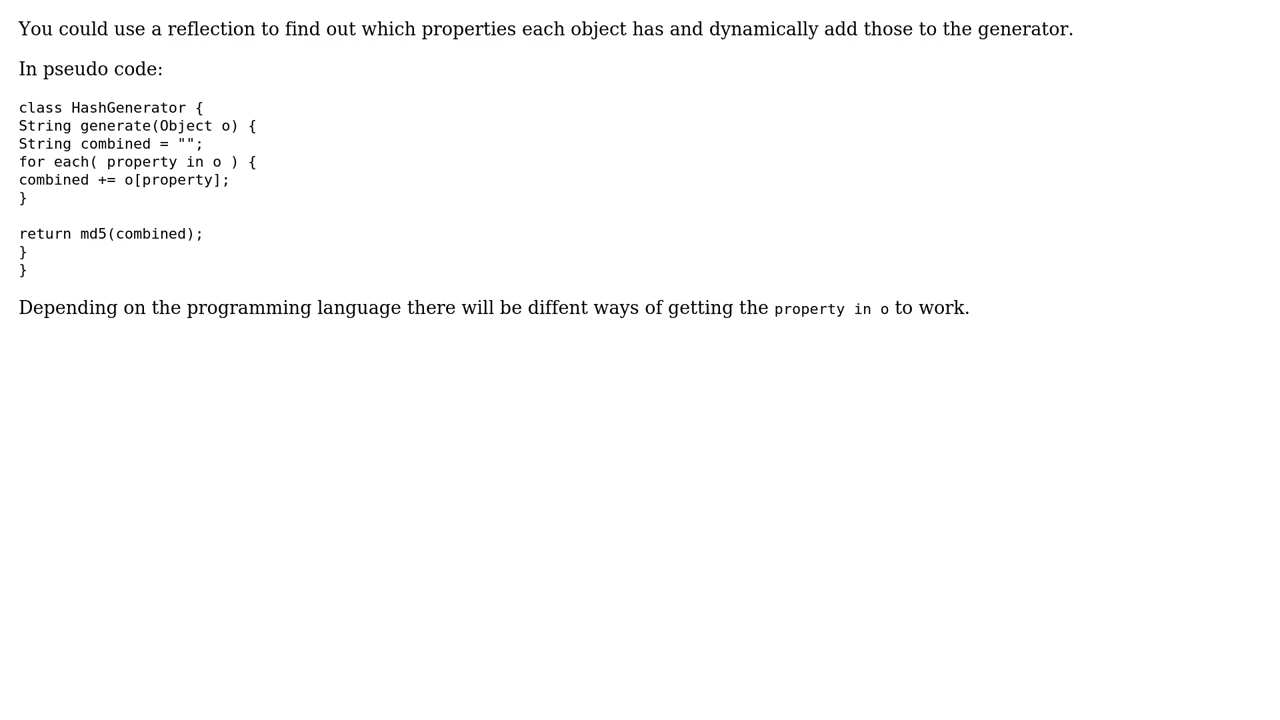 You could use a reflection to find out which properties each object has and dynamically add those to the generator.
In pseudo code:
class HashGenerator {
String generate(Object o) {
String combined = "";
for each( property in o ) {
combined += o[property];
}
return md5(combined);
}
}
Depending on the programming language there will be diffent ways of getting the property in o to work.